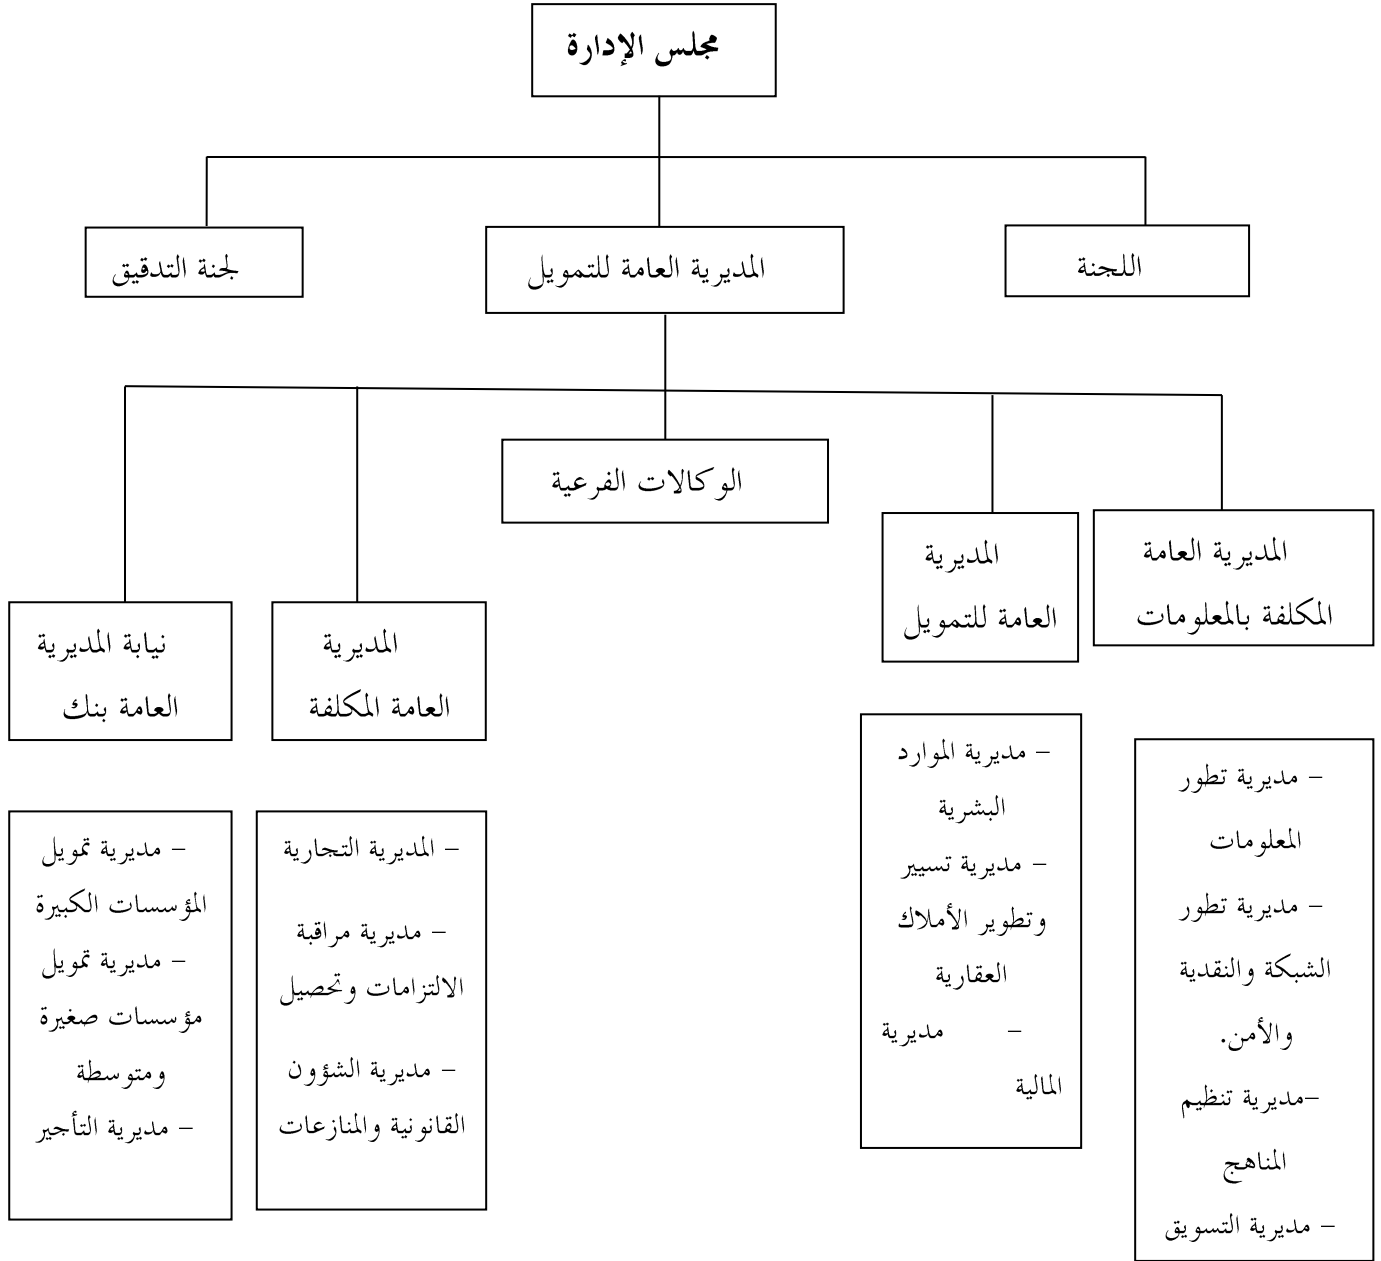 مجلس الإدارة
اللجنة
المديرية العامة للتمويل
لجنة التدقيق
الوكالات الفرعية
المديرية العامة
المكلفة بالمعلومات
المديرية
العامة للتمويل
المديرية
العامة المكلفة
نيابة المديرية
العامة بنك
– مديرية تطور
المعلومات
– مديرية تطور
الشبكة والنقدية
والأمن.
–مديرية تنظيم
المناهج
– مديرية التسويق
– مديرية الموارد
البشرية
– مديرية تسيير
وتطوير الأملاك
العقارية
– مديرية
المالية
– المديرية التجارية
– مديرية مراقبة
الالتزامات وتحصيل
– مديرية الشؤون
القانونية والمنازعات
– مديرية تمويل
المؤسسات الكبيرة
– مديرية تمويل
مؤسسات صغيرة
ومتوسطة
– مديرية التأجير